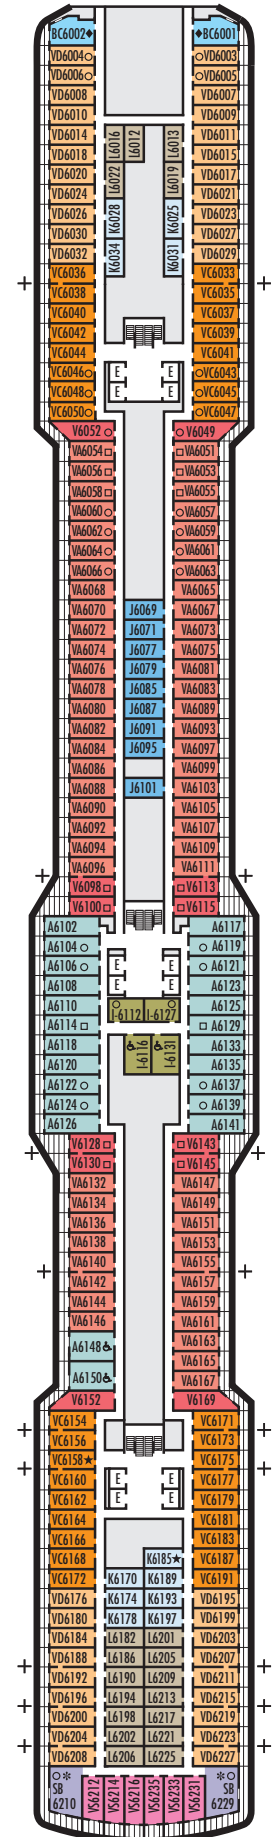 BC6002♦ ♦BC6001
VD6004○ ○VD6003
VD6006○ ○VD6005
VD6008 VD6007
VD6010 VD6009
VD6014 L6016 L6012 L6013 VD6011
VD6018 VD6015
VD6020 L6022 L6019 VD6017
VD6024 VD6021
VD6026 K6028 K6025 VD6023
VD6030 VD6027
VD6032 K6034 K6031 VD6029
VC6036 VC6033
VC6038 VC6035
VC6040 VC6037
VC6042 VC6039
VC6044 VC6041
VC6046○ E E ○VC6043
VC6048○ E E ○VC6045
VC6050○ ○VC6047
V6052○ ○V6049
VA6054□ □VA6051
VA6056□ □VA6053
VA6058□ □VA6055
VA6060○ ○VA6057
VA6062○ ○VA6059
VA6064○ ○VA6061
VA6066○ ○VA6063
VA6068 VA6065
VA6070 J6069 VA6067
VA6072 J6071 VA6073
VA6074 J6077 VA6075
VA6076 J6079 VA6081
VA6078 J6085 VA6083
VA6080 J6087 VA6089
VA6082 J6091 VA6093
VA6084 J6095 VA6097
VA6086 VA6099
VA6088 J6101 VA6103
VA6090 VA6105
VA6092 VA6107
VA6094 VA6109
VA6096 VA6111
V6098□ □V6113
V6100□ □V6115
A6102 A6117
A6104○ ○A6119
A6106○ E E ○A6121
A6108 E E A6123
A6110 I-6112 I-6127 A6125
A6114□ □A6129
A6118 I-6116 I-6131 A6133
A6120 A6135
A6122○ ○A6137
A6124○ ○A6139
A6126 A6141
V6128□ □V6143
V6130□ □V6145
VA6132 VA6147
VA6134 VA6149
VA6136 VA6151
VA6138 VA6153
VA6140 VA6155
VA6142 VA6157
VA6144 VA6159
VA6146 VA6161
A6148♿ VA6163
VA6165
A6150♿ VA6167
V6152 V6169
VC6154 VC6171
VC6156 VC6173
VC6158★ VC6175
VC6160 E E VC6177
VC6162 E E VC6179
VC6164 VC6181
VC6166 VC6183
VC6168 K6185★ VC6187
VC6172 K6170 K6189 VC6191
VD6176 K6174 K6193 VD6195
VD6180 K6178 K6197 VD6199
VD6184 L6182 L6201 VD6203
VD6188 L6186 L6205 VD6207
VD6192 L6190 L6209 VD6211
VD6196 L6194 L6213 VD6215
VD6200 L6198 L6217 VD6219
VD6204 L6202 L6221 VD6223
VD6208 L6206 L6225 VD6227
○✻ ✻○
SB VS6212 VS6214 VS6216 VS6235 VS6233 VS6231 SB
6210 6229